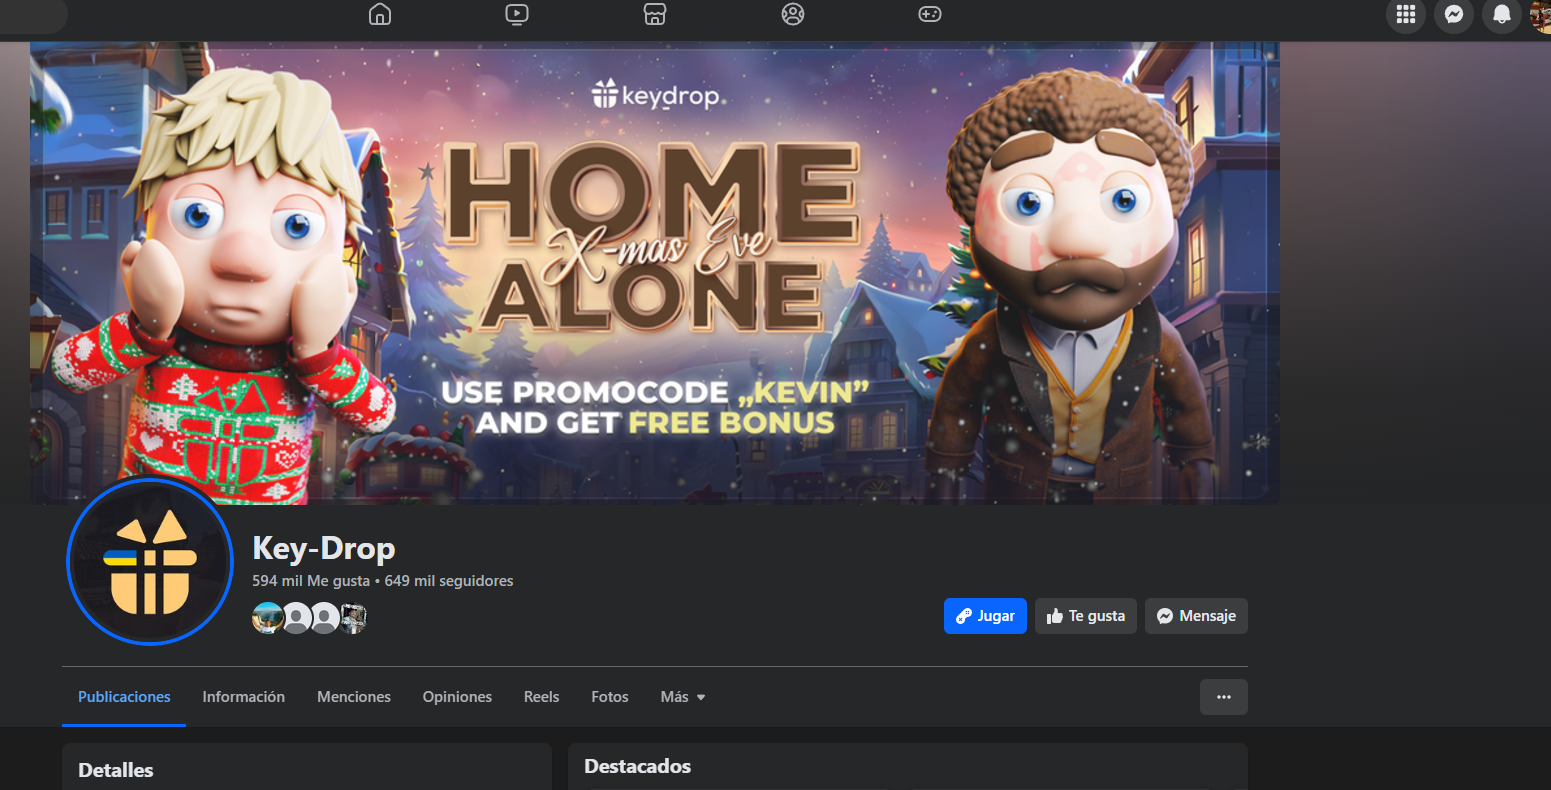 keydrop
HOME
X-mas Eve
ALONE
USE PROMOCODE „KEVIN”
AND GET FREE BONUS
Key-Drop
594 mil Me gusta • 649 mil seguidores
Jugar
Te gusta
Mensaje
Publicaciones
Información
Menciones
Opiniones
Reels
Fotos
Más
Detalles
Destacados